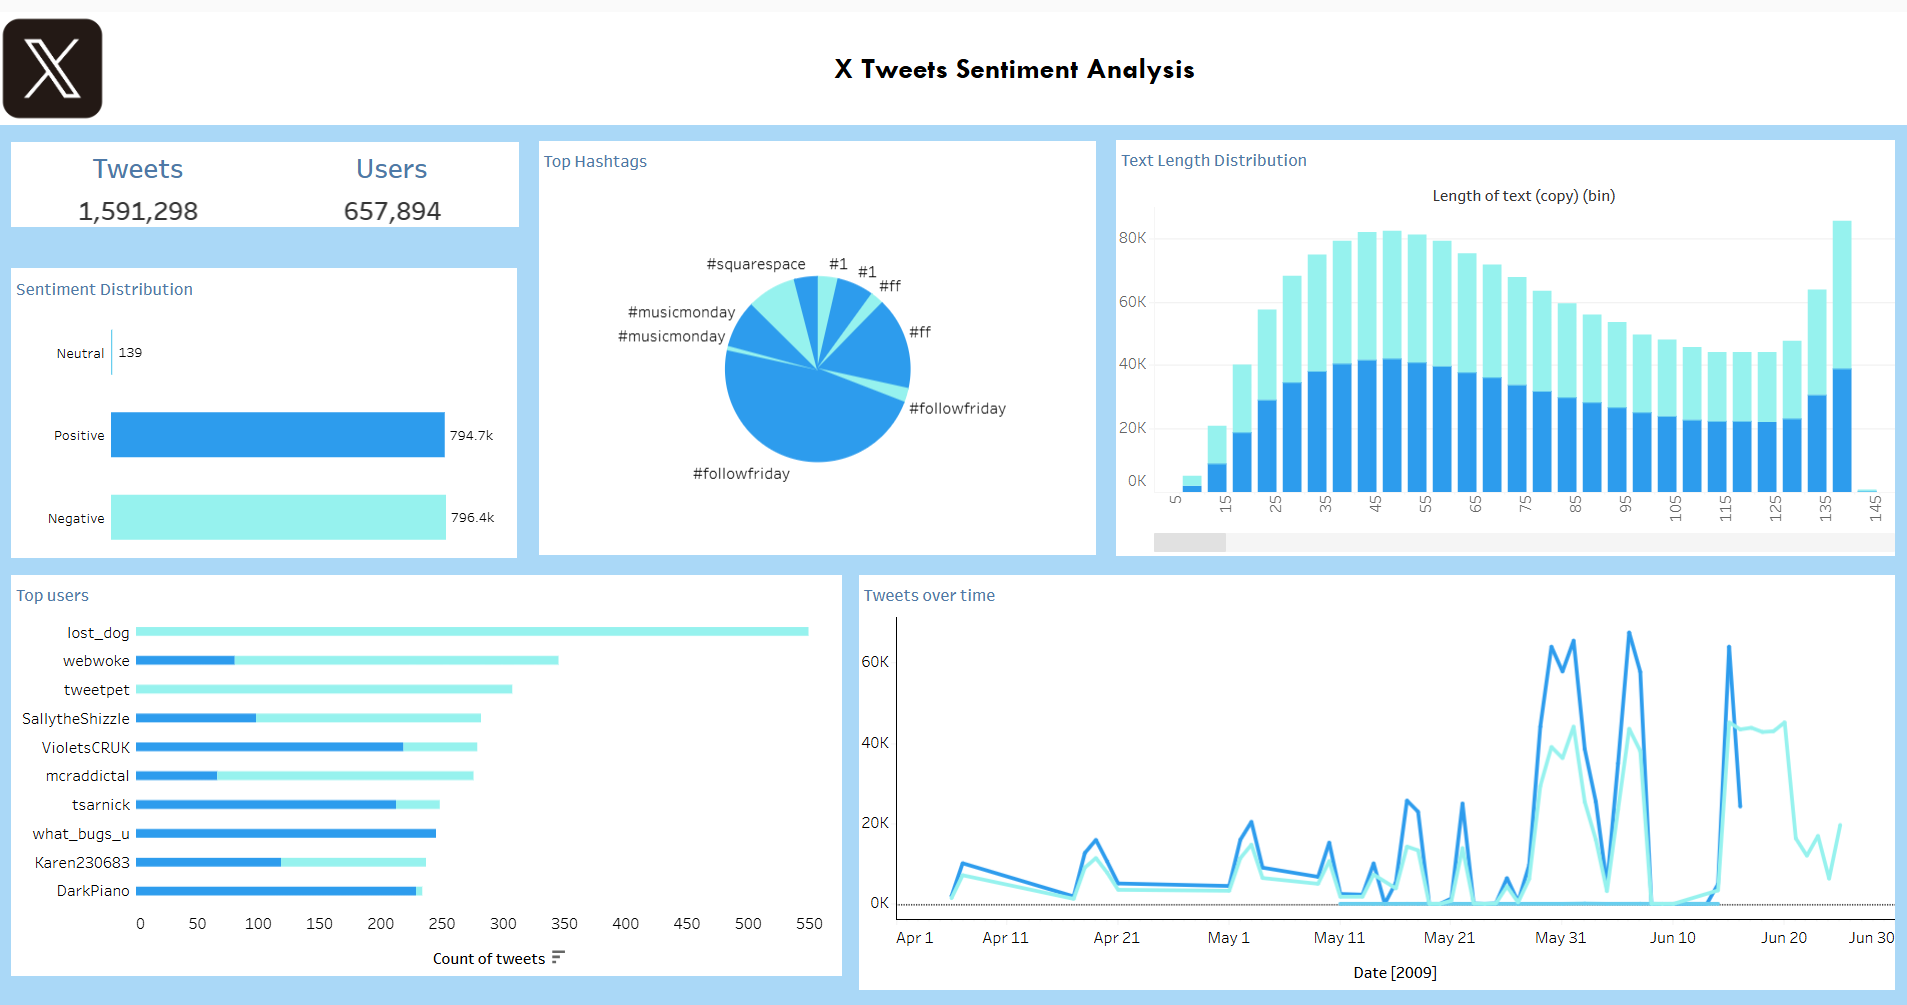 X Tweets Sentiment Analysis
Tweets Users
1,591,298 657,894
Sentiment Distribution
Neutral 139
Positive 794.7k
Negative 796.4k
Top Hashtags
#squarespace #1
#1
#ff
#musicmonday
#ff
#musicmonday
#followfriday
#followfriday
Text Length Distribution
Length of text (copy) (bin)
80K
60K
40K
20K
0K
5 15 25 35 45 55 65 75 85 95 105 115 125 135 145
Top users
lost_dog
webwoke
tweetpet
SallytheShizzle
VioletsCRUK
mcraddictal
tsarnick
what_bugs_u
Karen230683
DarkPiano
0 50 100 150 200 250 300 350 400 450 500 550
Count of tweets
Tweets over time
60K
40K
20K
0K
Apr 1 Apr 11 Apr 21 May 1 May 11 May 21 May 31 Jun 10 Jun 20 Jun 30
Date [2009]